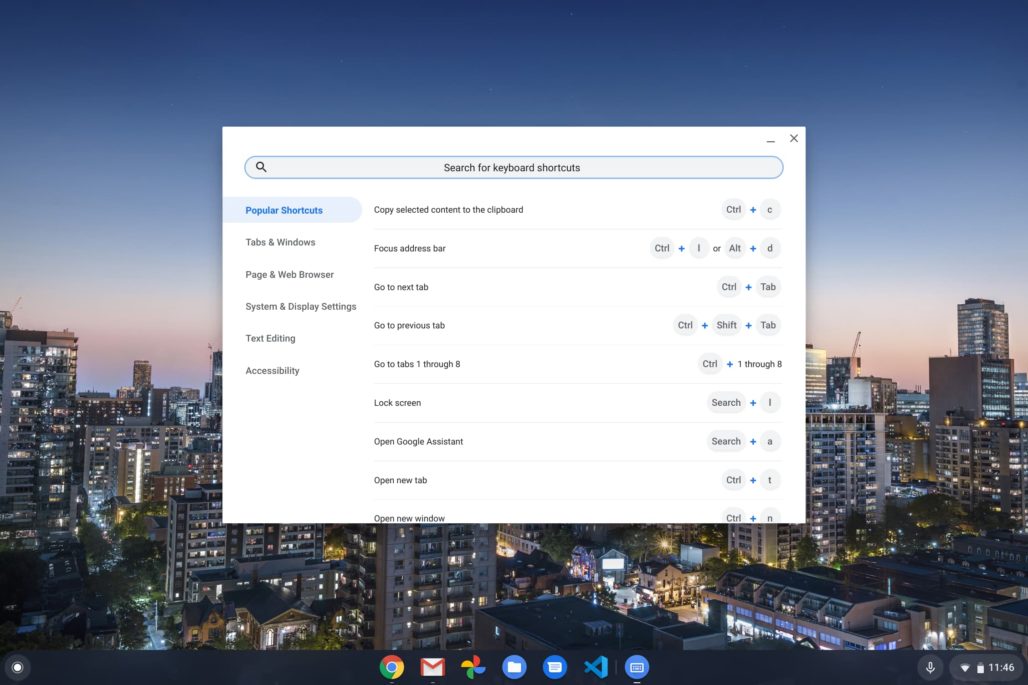 Search for keyboard shortcuts
Popular Shortcuts
Tabs & Windows
Page & Web Browser
System & Display Settings
Text Editing
Accessibility
Copy selected content to the clipboard Ctrl + c
Focus address bar Ctrl + l or Alt + d
Go to next tab Ctrl + Tab
Go to previous tab Ctrl + Shift + Tab
Go to tabs 1 through 8 Ctrl + 1 through 8
Lock screen Search + l
Open Google Assistant Search + a
Open new tab Ctrl + t
Open new window Ctrl + n
11:46